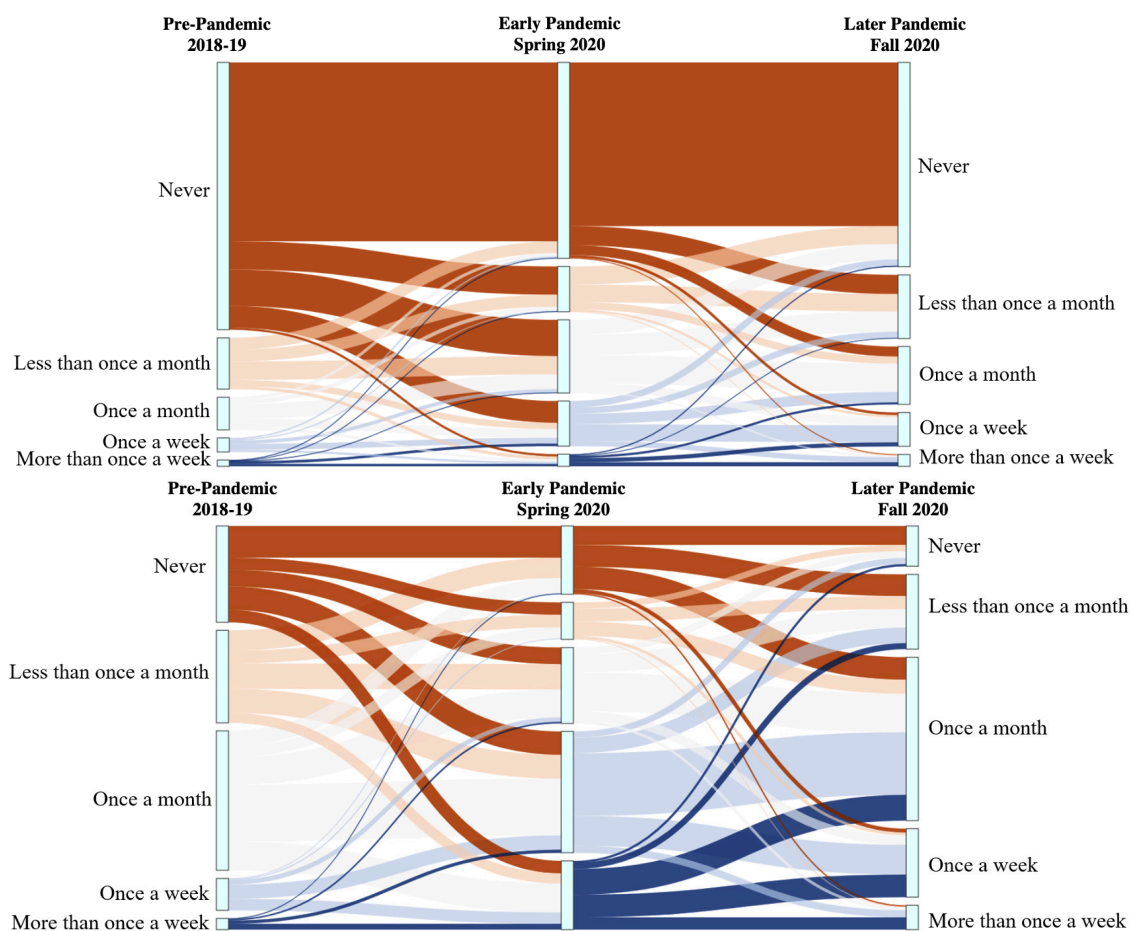 Pre-Pandemic
2018-19
Early Pandemic
Spring 2020
Later Pandemic
Fall 2020
Never
Less than once a month
Once a month
Once a week
More than once a week
Never
Less than once a month
Once a month
Once a week
More than once a week
Pre-Pandemic
2018-19
Early Pandemic
Spring 2020
Later Pandemic
Fall 2020
Never
Less than once a month
Once a month
Once a week
More than once a week
Never
Less than once a month
Once a month
Once a week
More than once a week